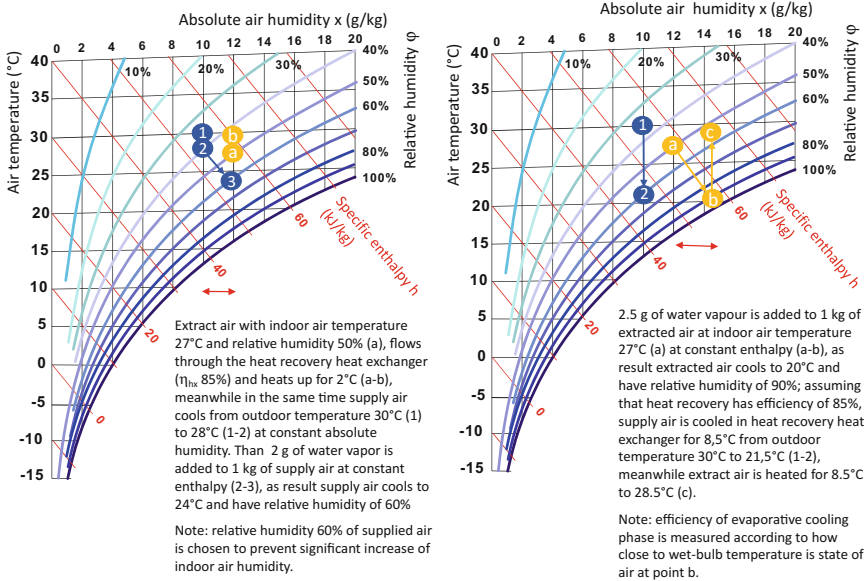 Absolute air humidity x (g/kg)
0 2 4 6 8 10 12 14 16 18 20
Air temperature (°C)
40
35
30
25
20
15
10
5
0
-5
-10
-15
10%
20%
30%
40%
50%
60%
80%
100%
Relative humidity φ
1
2
3
b
a
Specific enthalpy h
(kJ/kg)
60
40
20
0
Extract air with indoor air temperature
27°C and relative humidity 50% (a), flows
through the heat recovery heat exchanger
(ηhx 85%) and heats up for 2°C (a-b),
meanwhile in the same time supply air
cools from outdoor temperature 30°C (1)
to 28°C (1-2) at constant absolute
humidity. Than 2 g of water vapor is
added to 1 kg of supply air at constant
enthalpy (2-3), as result supply air cools to
24°C and have relative humidity of 60%
Note: relative humidity 60% of supplied air
is chosen to prevent significant increase of
indoor air humidity.
Absolute air humidity x (g/kg)
0 2 4 6 8 10 12 14 16 18 20
Air temperature (°C)
40
35
30
25
20
15
10
5
0
-5
-10
-15
10%
20%
30%
40%
50%
60%
80%
100%
Relative humidity φ
1
2
a
c
b
Specific enthalpy h
(kJ/kg)
60
40
20
0
2.5 g of water vapour is added to 1 kg of
extracted air at indoor air temperature
27°C (a) at constant enthalpy (a-b), as
result extracted air cools to 20°C and
have relative humidity of 90%; assuming
that heat recovery has efficiency of 85%,
supply air is cooled in heat recovery heat
exchanger for 8,5°C from outdoor
temperature 30°C to 21,5°C (1-2),
meanwhile extract air is heated for 8.5°C
to 28.5°C (c).
Note: efficiency of evaporative cooling
phase is measured according to how
close to wet-bulb temperature is state of
air at point b.